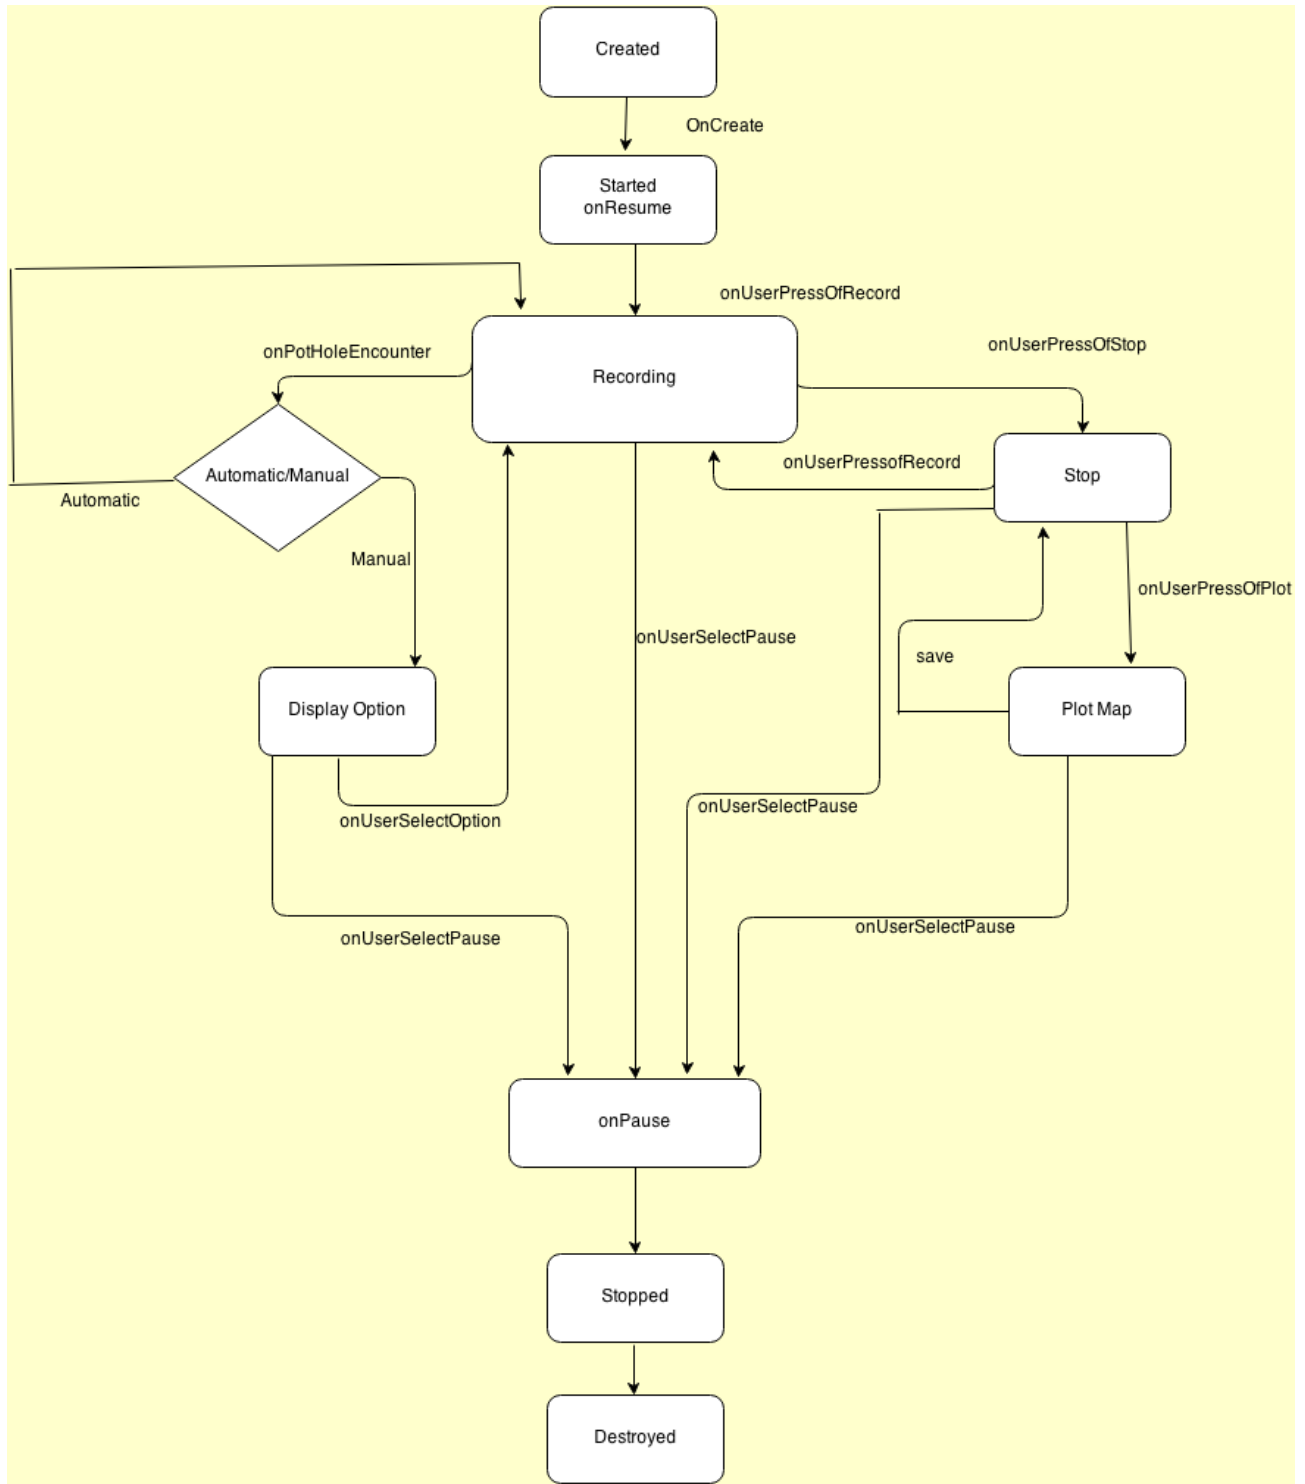 Created
OnCreate
Started
onResume
onUserPressOfRecord
onPotHoleEncounter
Recording
onUserPressOfStop
Automatic/Manual
onUserPressofRecord
Stop
Automatic
Manual
onUserPressOfPlot
onUserSelectPause
save
Display Option
Plot Map
onUserSelectOption
onUserSelectPause
onUserSelectPause
onUserSelectPause
onPause
Stopped
Destroyed